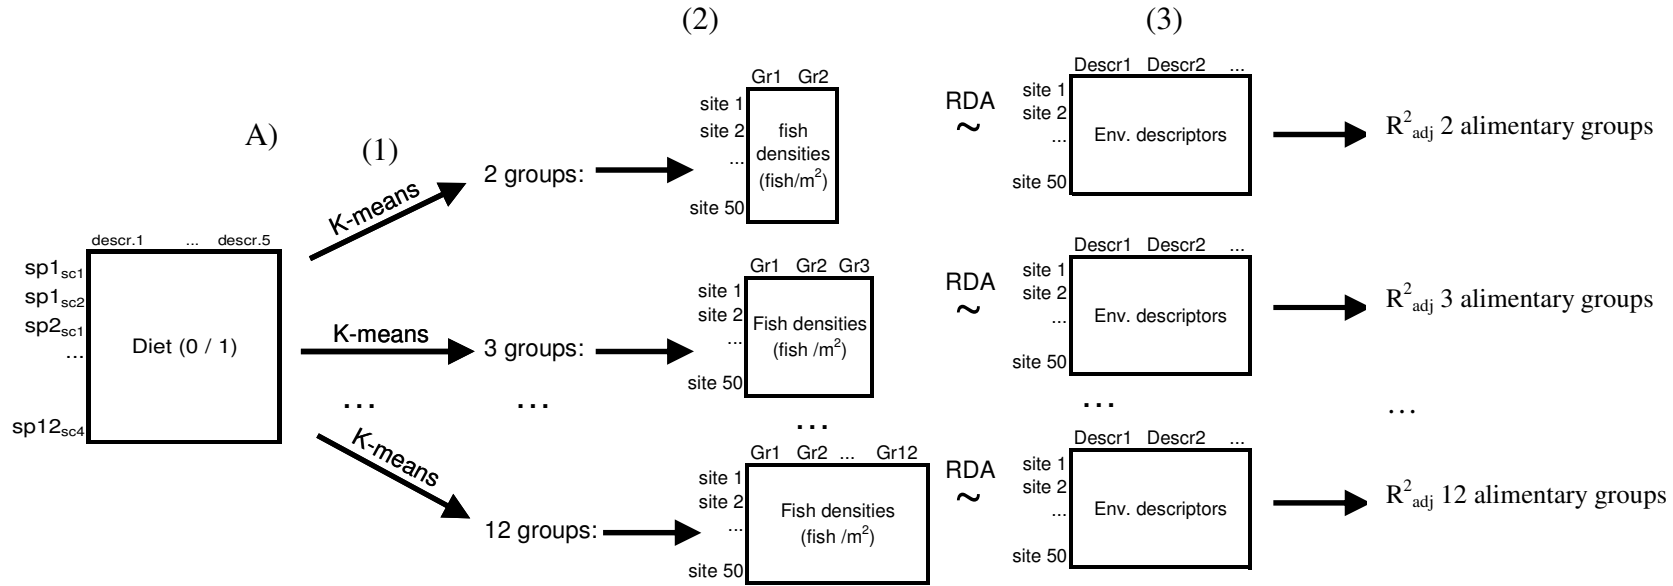 (2)
(3)
A)
(1)
descr.1 ... descr.5
sp1sc1
sp1sc2
sp2sc1
...
sp12sc4
Diet (0 / 1)
K-means
2 groups:
Gr1 Gr2
site 1
site 2
...
site 50
fish
densities
(fish/m2)
RDA
~
Descr1 Descr2 ...
site 1
site 2
...
site 50
Env. descriptors
R2adj 2 alimentary groups
K-means
3 groups:
Gr1 Gr2 Gr3
site 1
site 2
...
site 50
Fish densities
(fish /m2)
RDA
~
Descr1 Descr2 ...
site 1
site 2
...
site 50
Env. descriptors
R2adj 3 alimentary groups
...
...
...
...
...
K-means
12 groups:
Gr1 Gr2 ... Gr12
site 1
site 2
...
site 50
Fish densities
(fish /m2)
RDA
~
Descr1 Descr2 ...
site 1
site 2
...
site 50
Env. descriptors
R2adj 12 alimentary groups